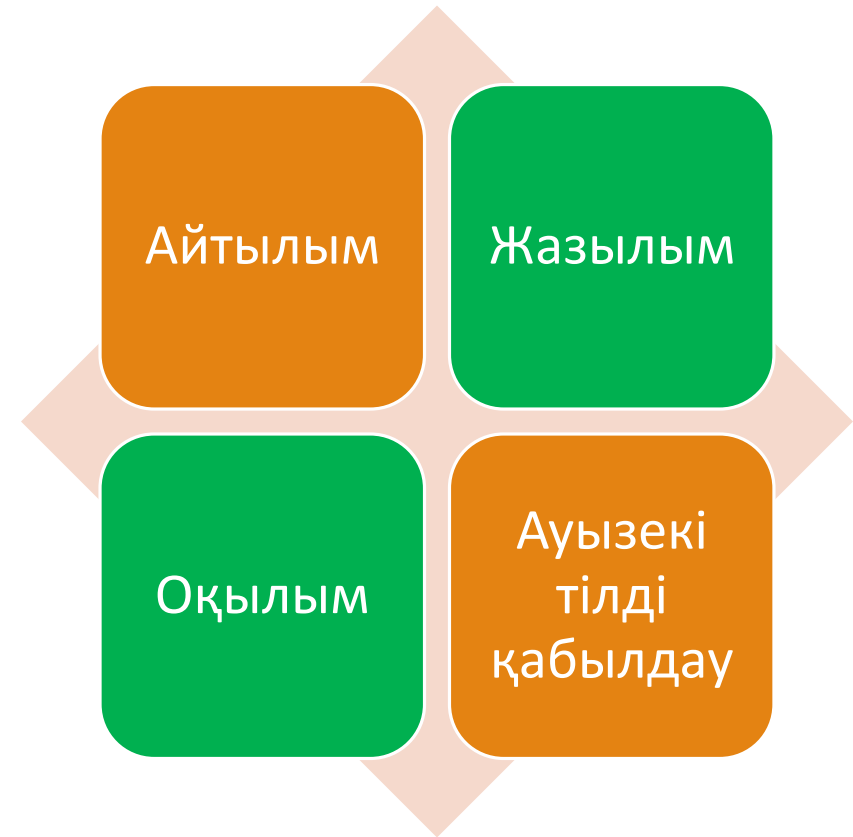 Айтылым
Жазылым
Оқылым
Ауызекі
тілді
қабылдау